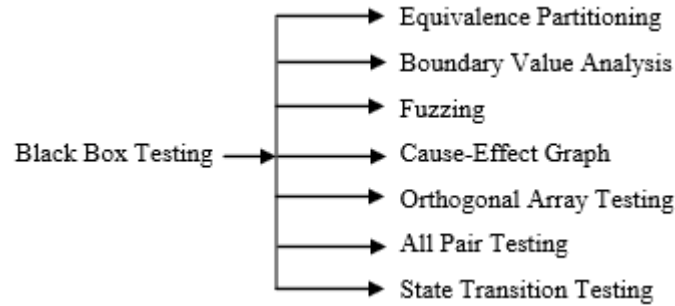 Equivalence Partitioning
Boundary Value Analysis
Fuzzing
Black Box Testing
Cause-Effect Graph
Orthogonal Array Testing
All Pair Testing
State Transition Testing